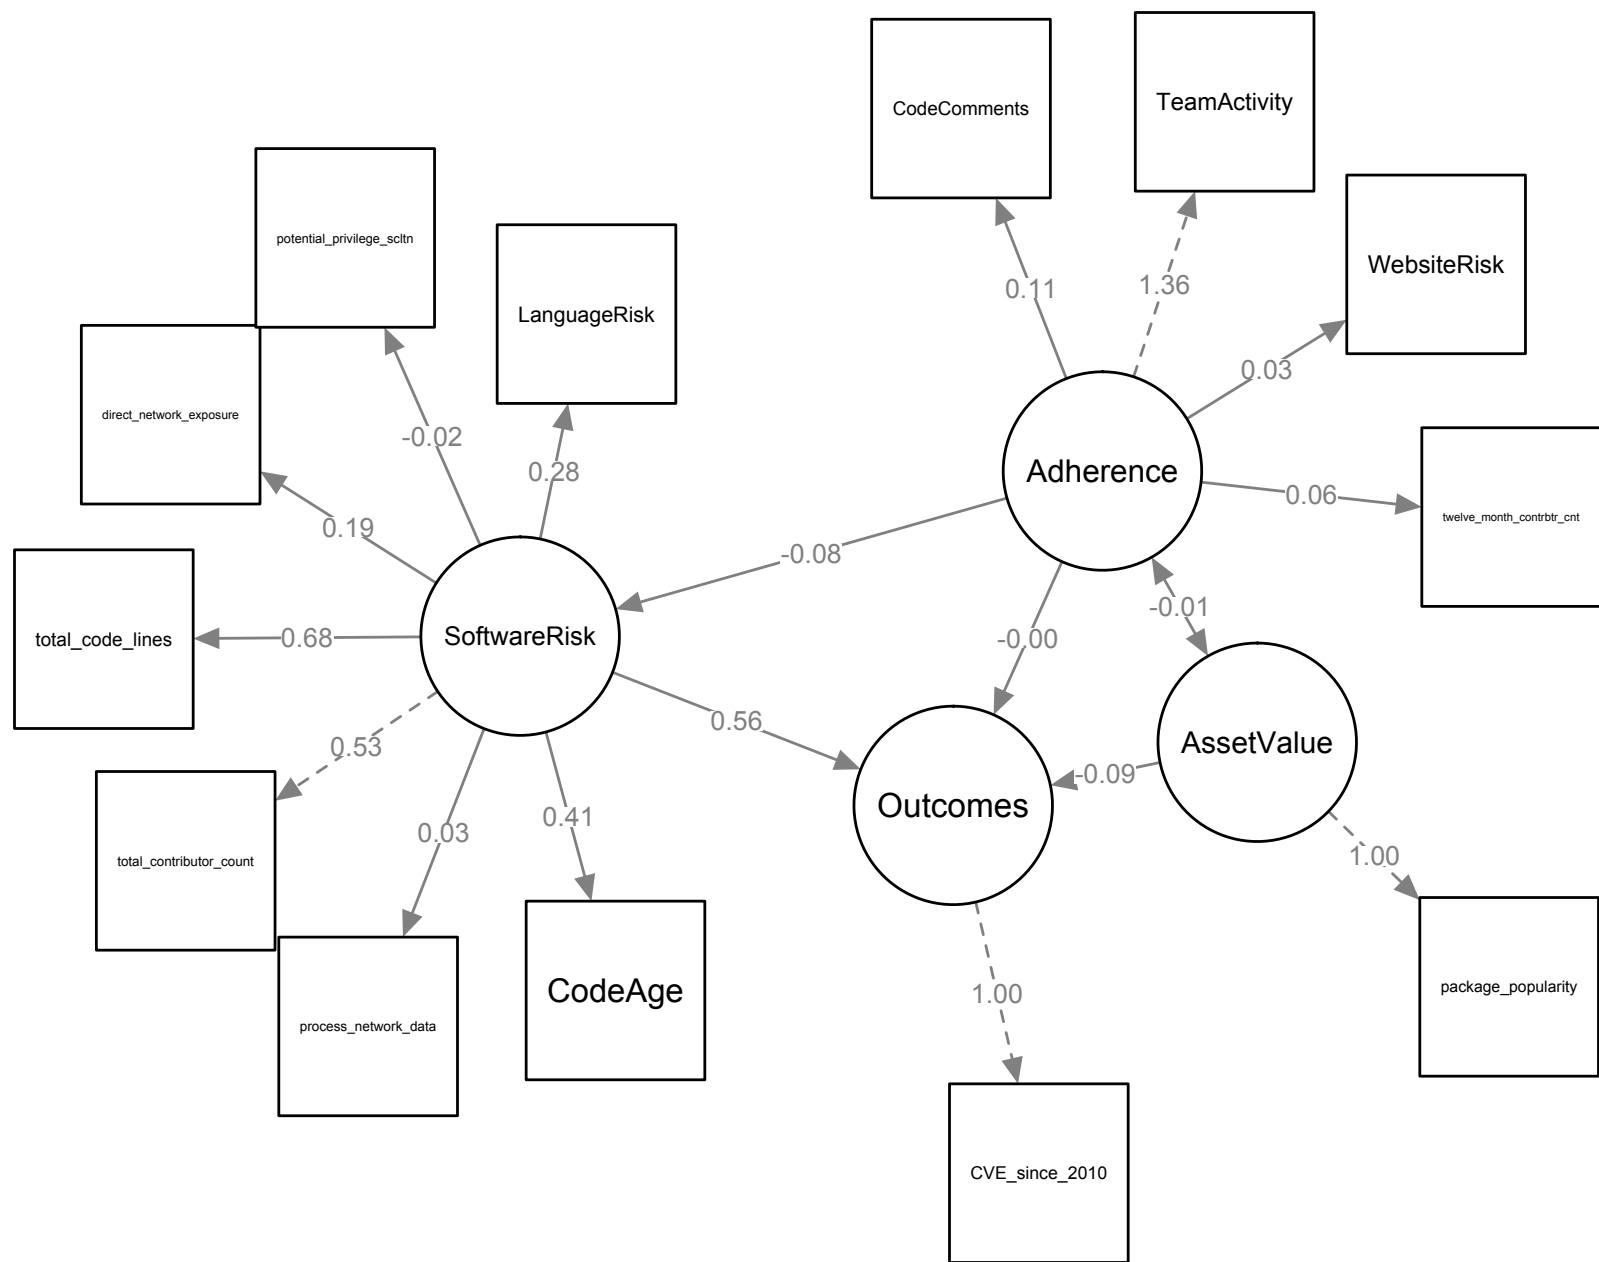 CodeComments
TeamActivity
potential_privilege_scltn
LanguageRisk
WebsiteRisk
0.11
1.36
0.03
direct_network_exposure
-0.02
0.28
Adherence
0.06
twelve_month_contrbtr_cnt
0.19
-0.08
-0.01
total_code_lines
0.68
SoftwareRisk
-0.00
0.56
0.53
AssetValue
-0.09
Outcomes
0.03
0.41
1.00
total_contributor_count
process_network_data
CodeAge
1.00
package_popularity
CVE_since_2010